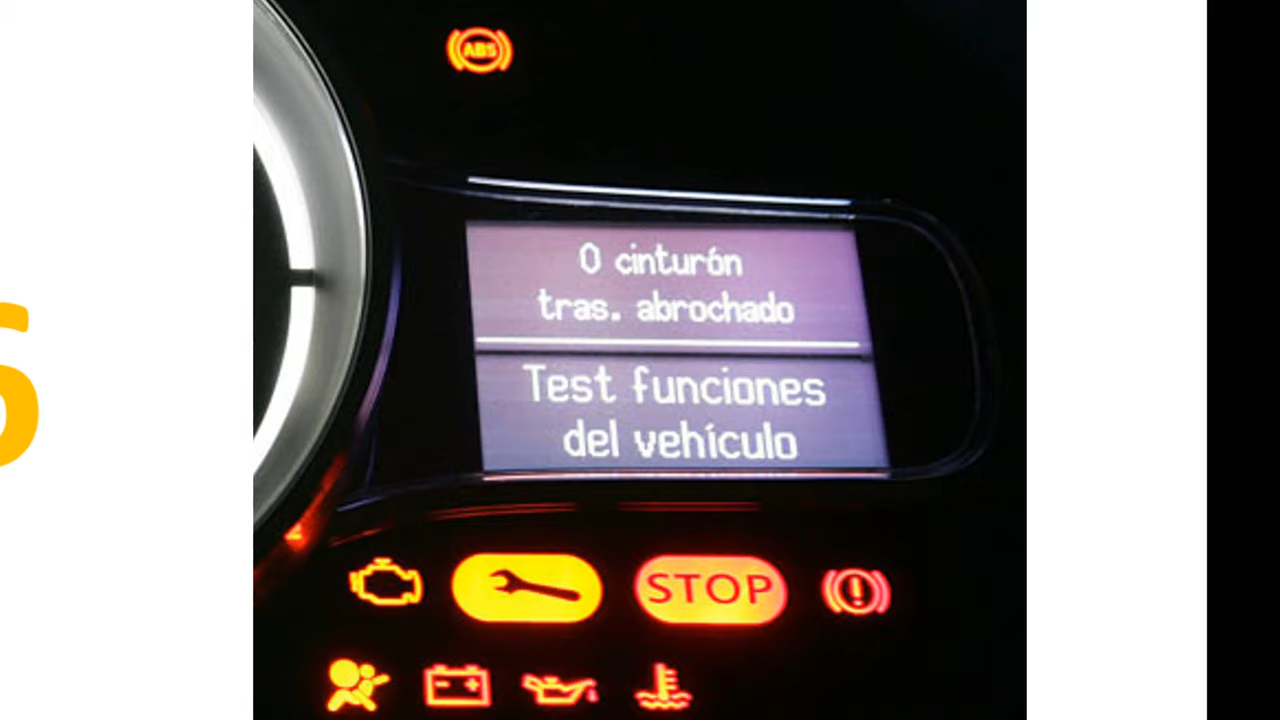 ABS
0 cinturón
tras. abrochado
Test funciones
del vehículo
STOP